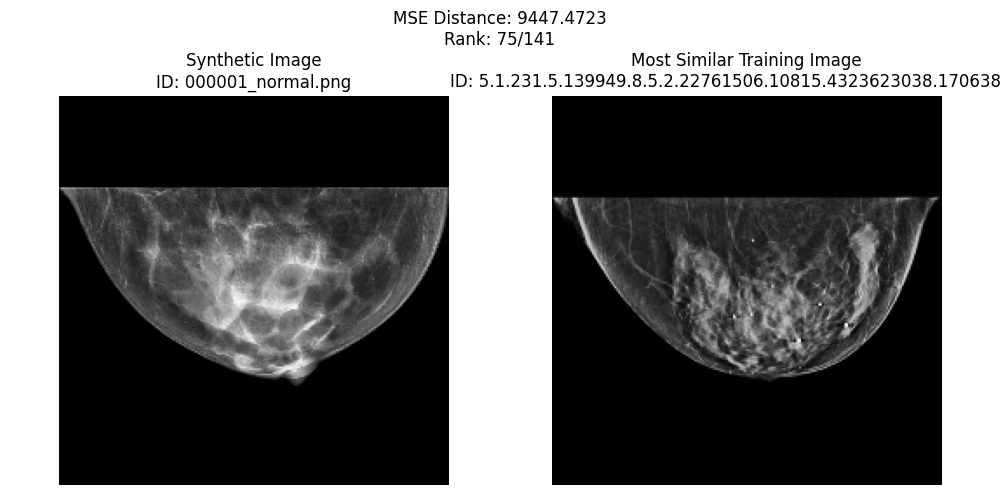 MSE Distance: 9447.4723
Rank: 75/141
Synthetic Image
ID: 000001_normal.png
Most Similar Training Image
ID: 5.1.231.5.139949.8.5.2.22761506.10815.4323623038.170638